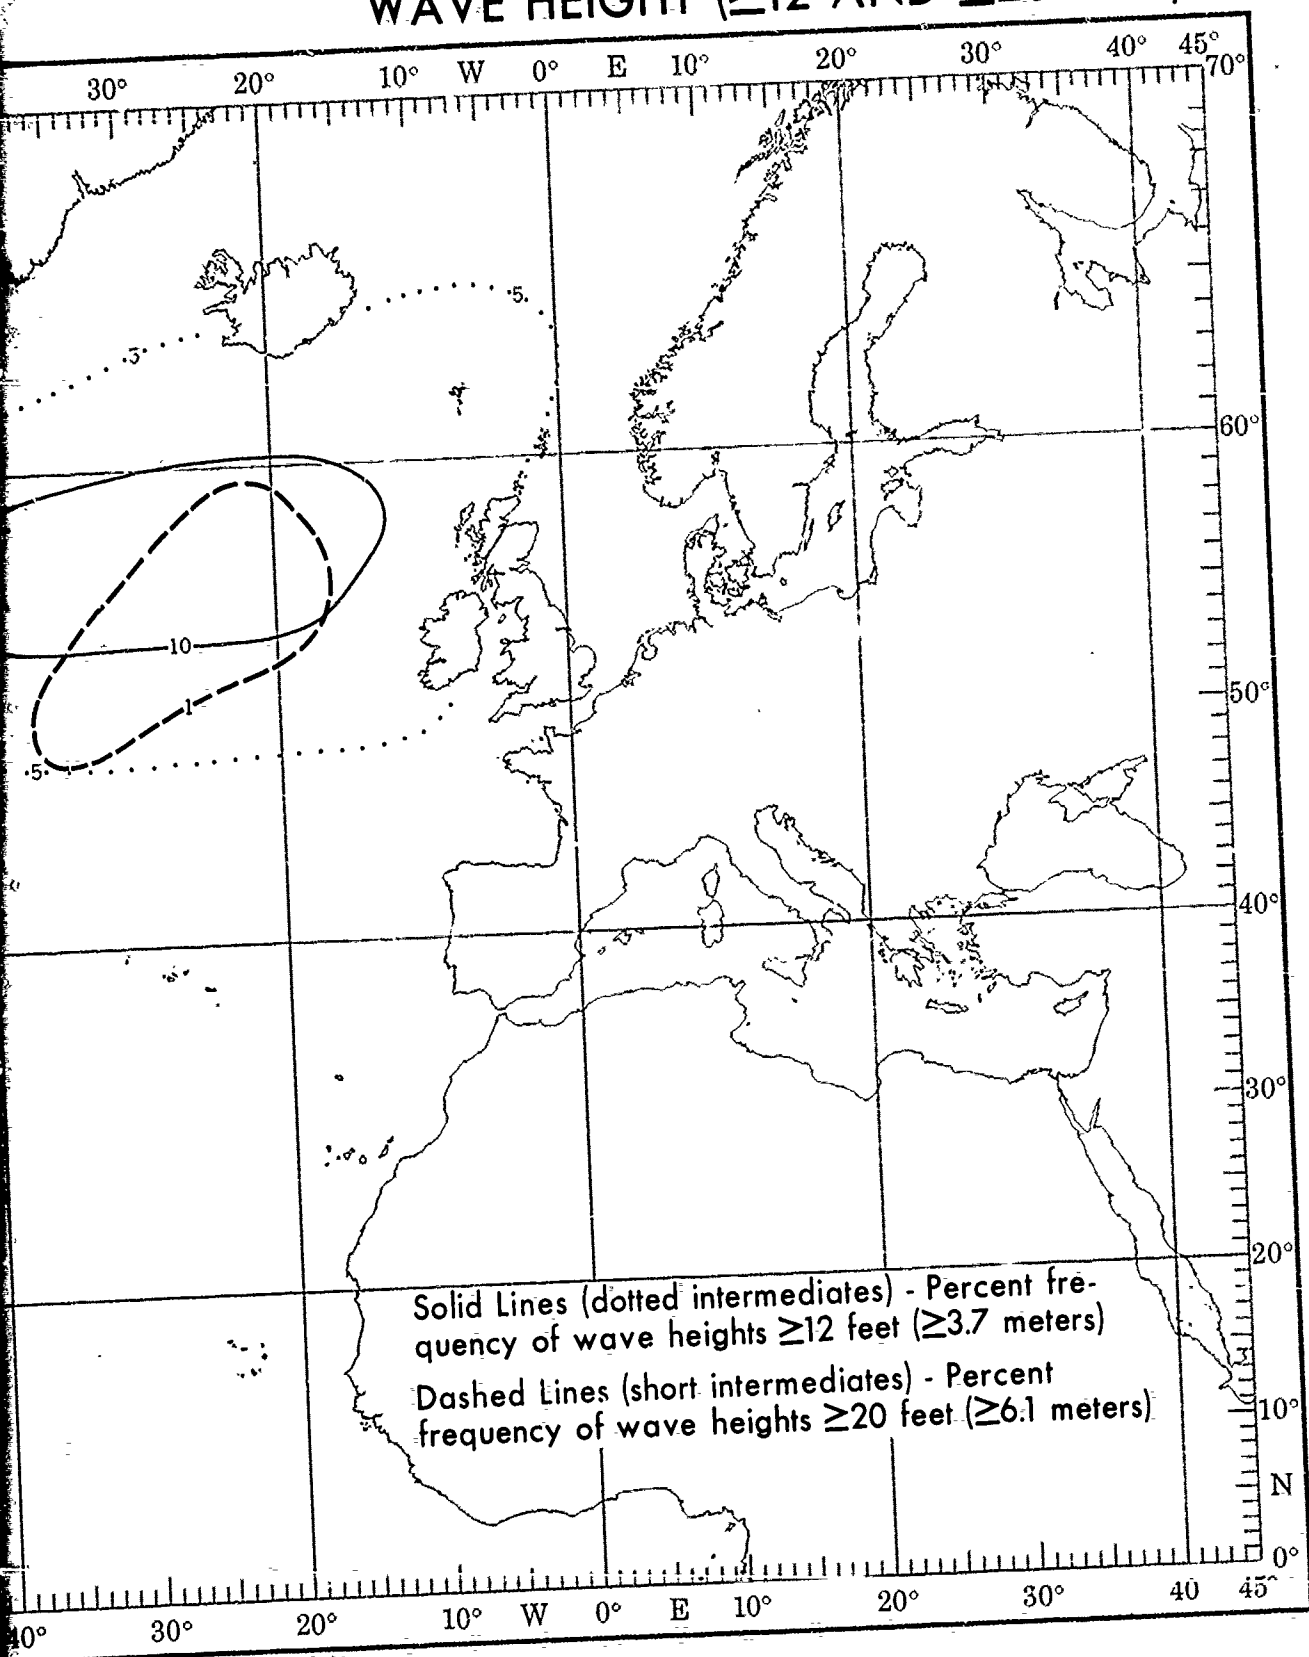 WAVE HEIGHT (≥12 AND
30° 20° 10° W 0° E 10° 20° 30° 40° 45°
70°
.5.
.5
60°
10
50°
1
.5.
40°
30°
20°
Solid Lines (dotted intermediates) - Percent fre-
quency of wave heights ≥12 feet (≥3.7 meters)
Dashed Lines (short intermediates) - Percent
frequency of wave heights ≥20 feet (≥6.1 meters)
10°
N
0°
40° 30° 20° 10° W 0° E 10° 20° 30° 40 45°